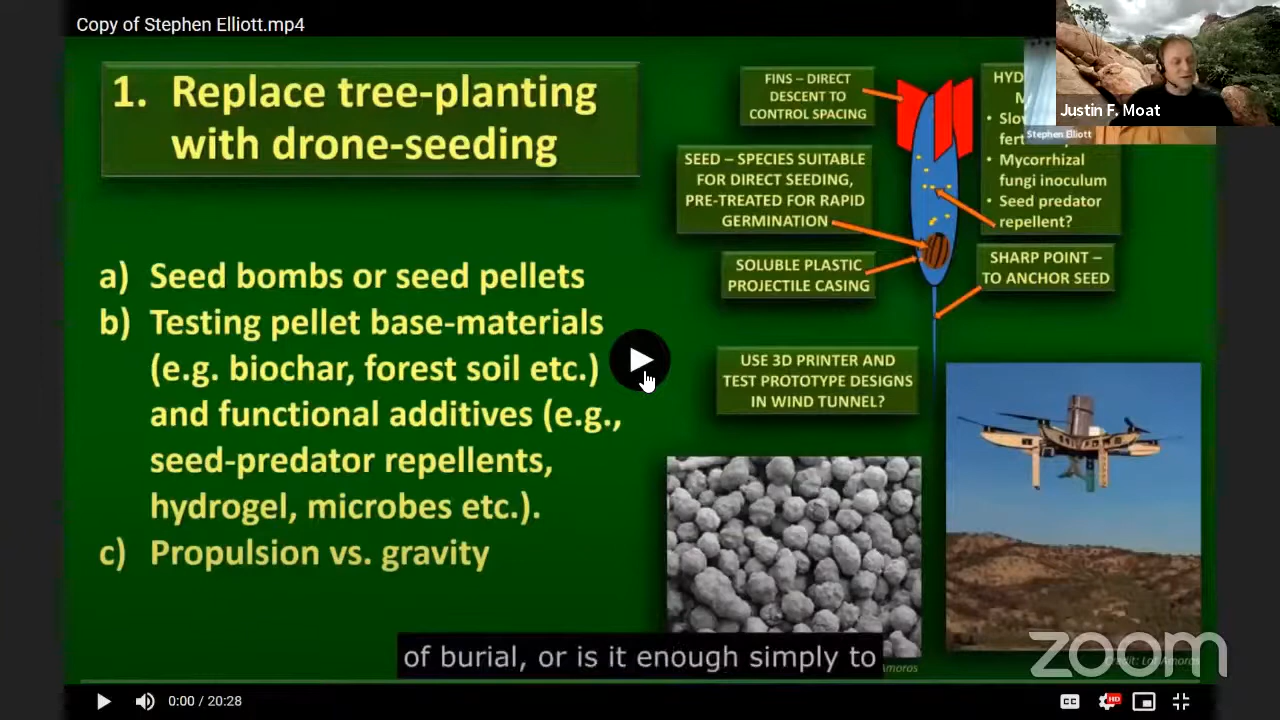 Copy of Stephen Elliott.mp4
1. Replace tree-planting
with drone-seeding
a) Seed bombs or seed pellets
b) Testing pellet base-materials
(e.g. biochar, forest soil etc.)
and functional additives (e.g.,
seed-predator repellents,
hydrogel, microbes etc.).
c) Propulsion vs. gravity
FINS – DIRECT
DESCENT TO
CONTROL SPACING
SEED – SPECIES SUITABLE
FOR DIRECT SEEDING,
PRE-TREATED FOR RAPID
GERMINATION
SOLUBLE PLASTIC
PROJECTILE CASING
USE 3D PRINTER AND
TEST PROTOTYPE DESIGNS
IN WIND TUNNEL?
• Mycorrhizal
fungi inoculum
• Seed predator
repellent?
SHARP POINT –
TO ANCHOR SEED
Justin F. Moat
Stephen Elliott
of burial, or is it enough simply to
Amoros
zoom
0:00 / 20:28
CC
HD